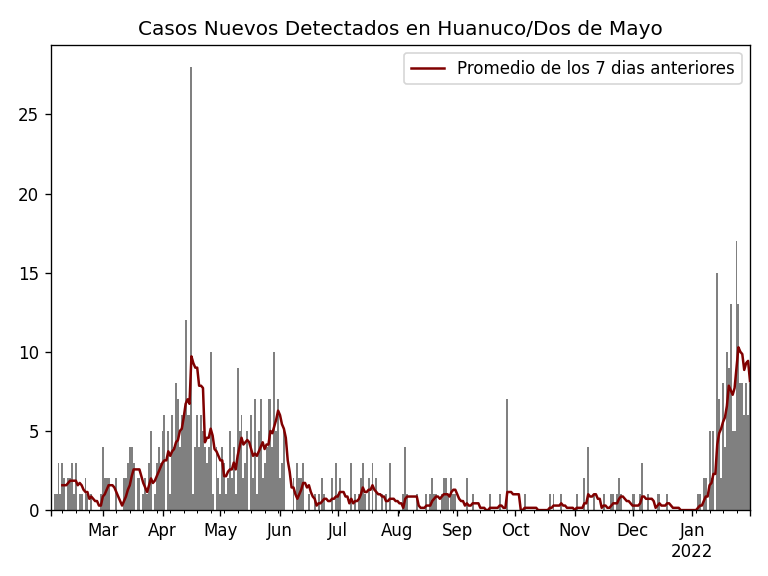 Casos Nuevos Detectados en Huanuco/Dos de Mayo
Promedio de los 7 dias anteriores
25
20
15
10
5
0
Mar Apr May Jun Jul Aug Sep Oct Nov Dec Jan
2022